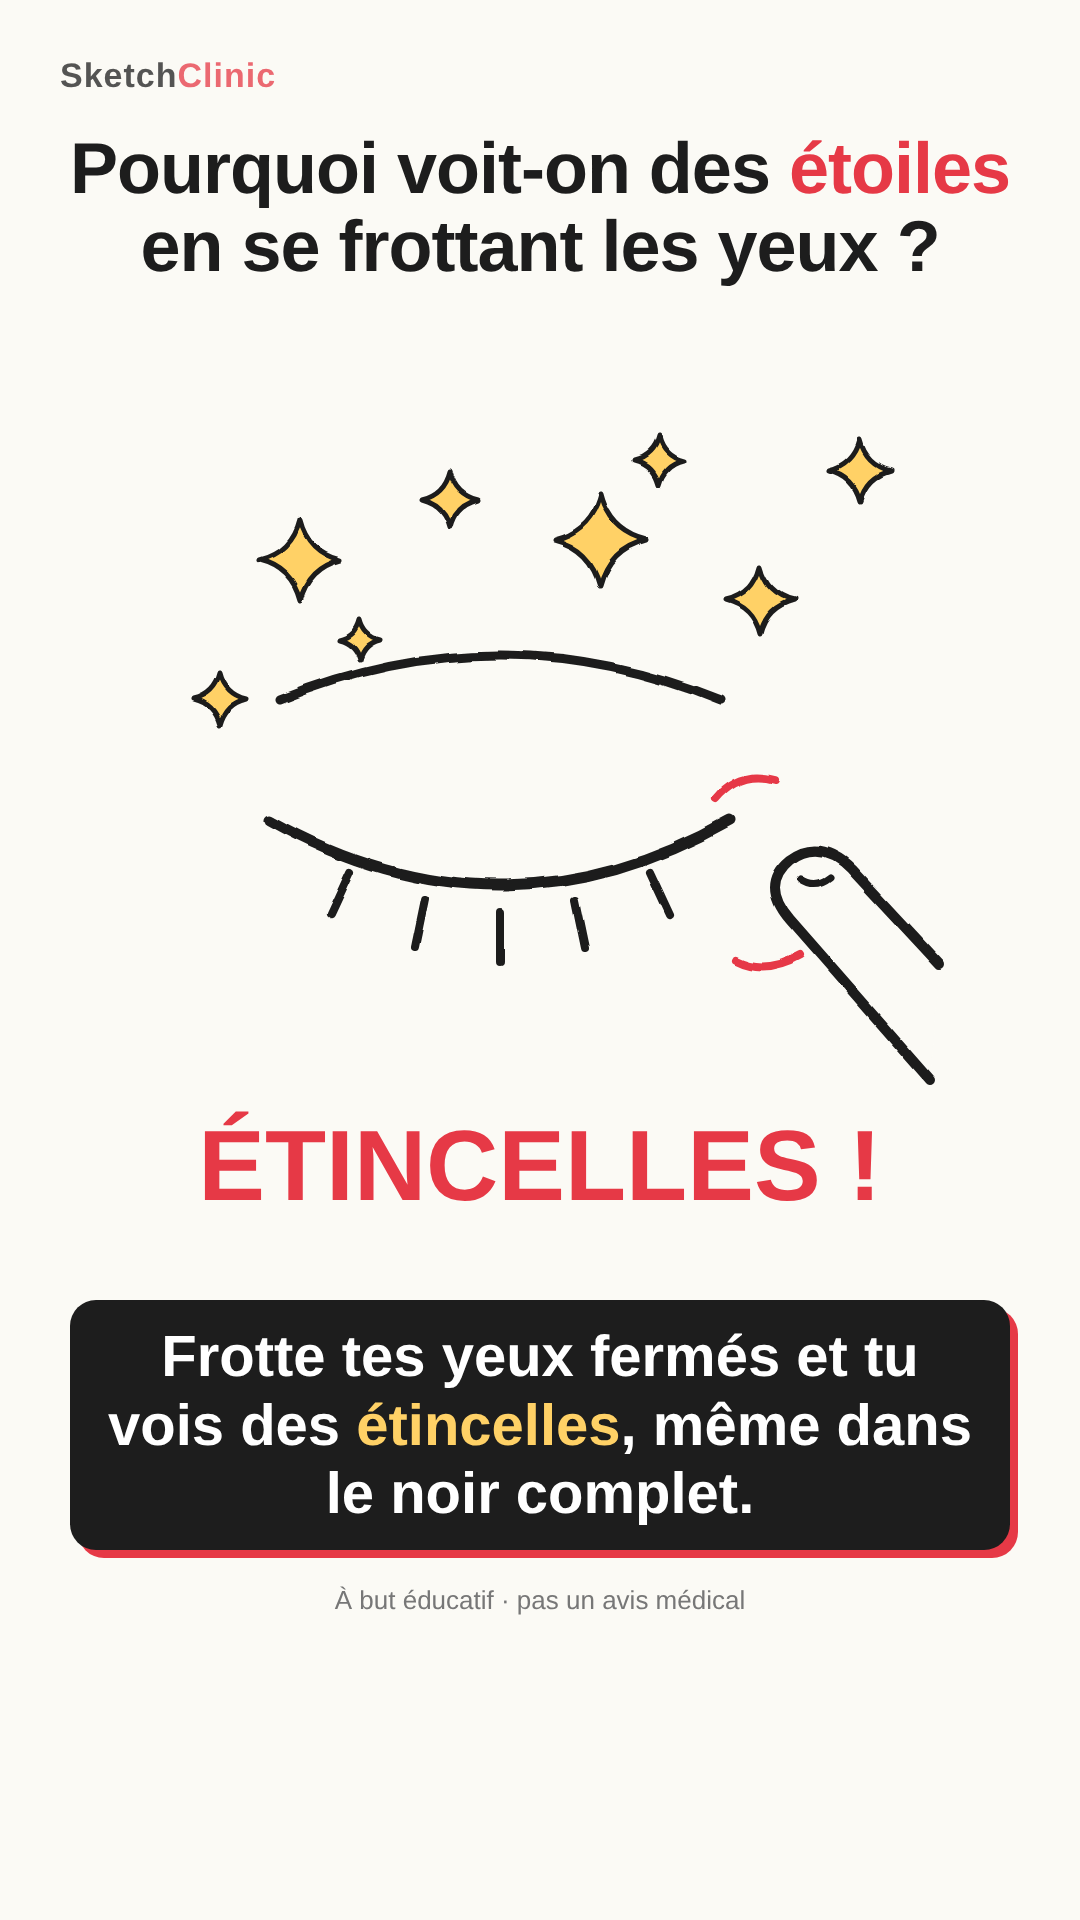 SketchClinic
Pourquoi voit-on des étoiles
en se frottant les yeux ?
ÉTINCELLES !
Frotte tes yeux fermés et tu
vois des étincelles, même dans
le noir complet.
À but éducatif · pas un avis médical